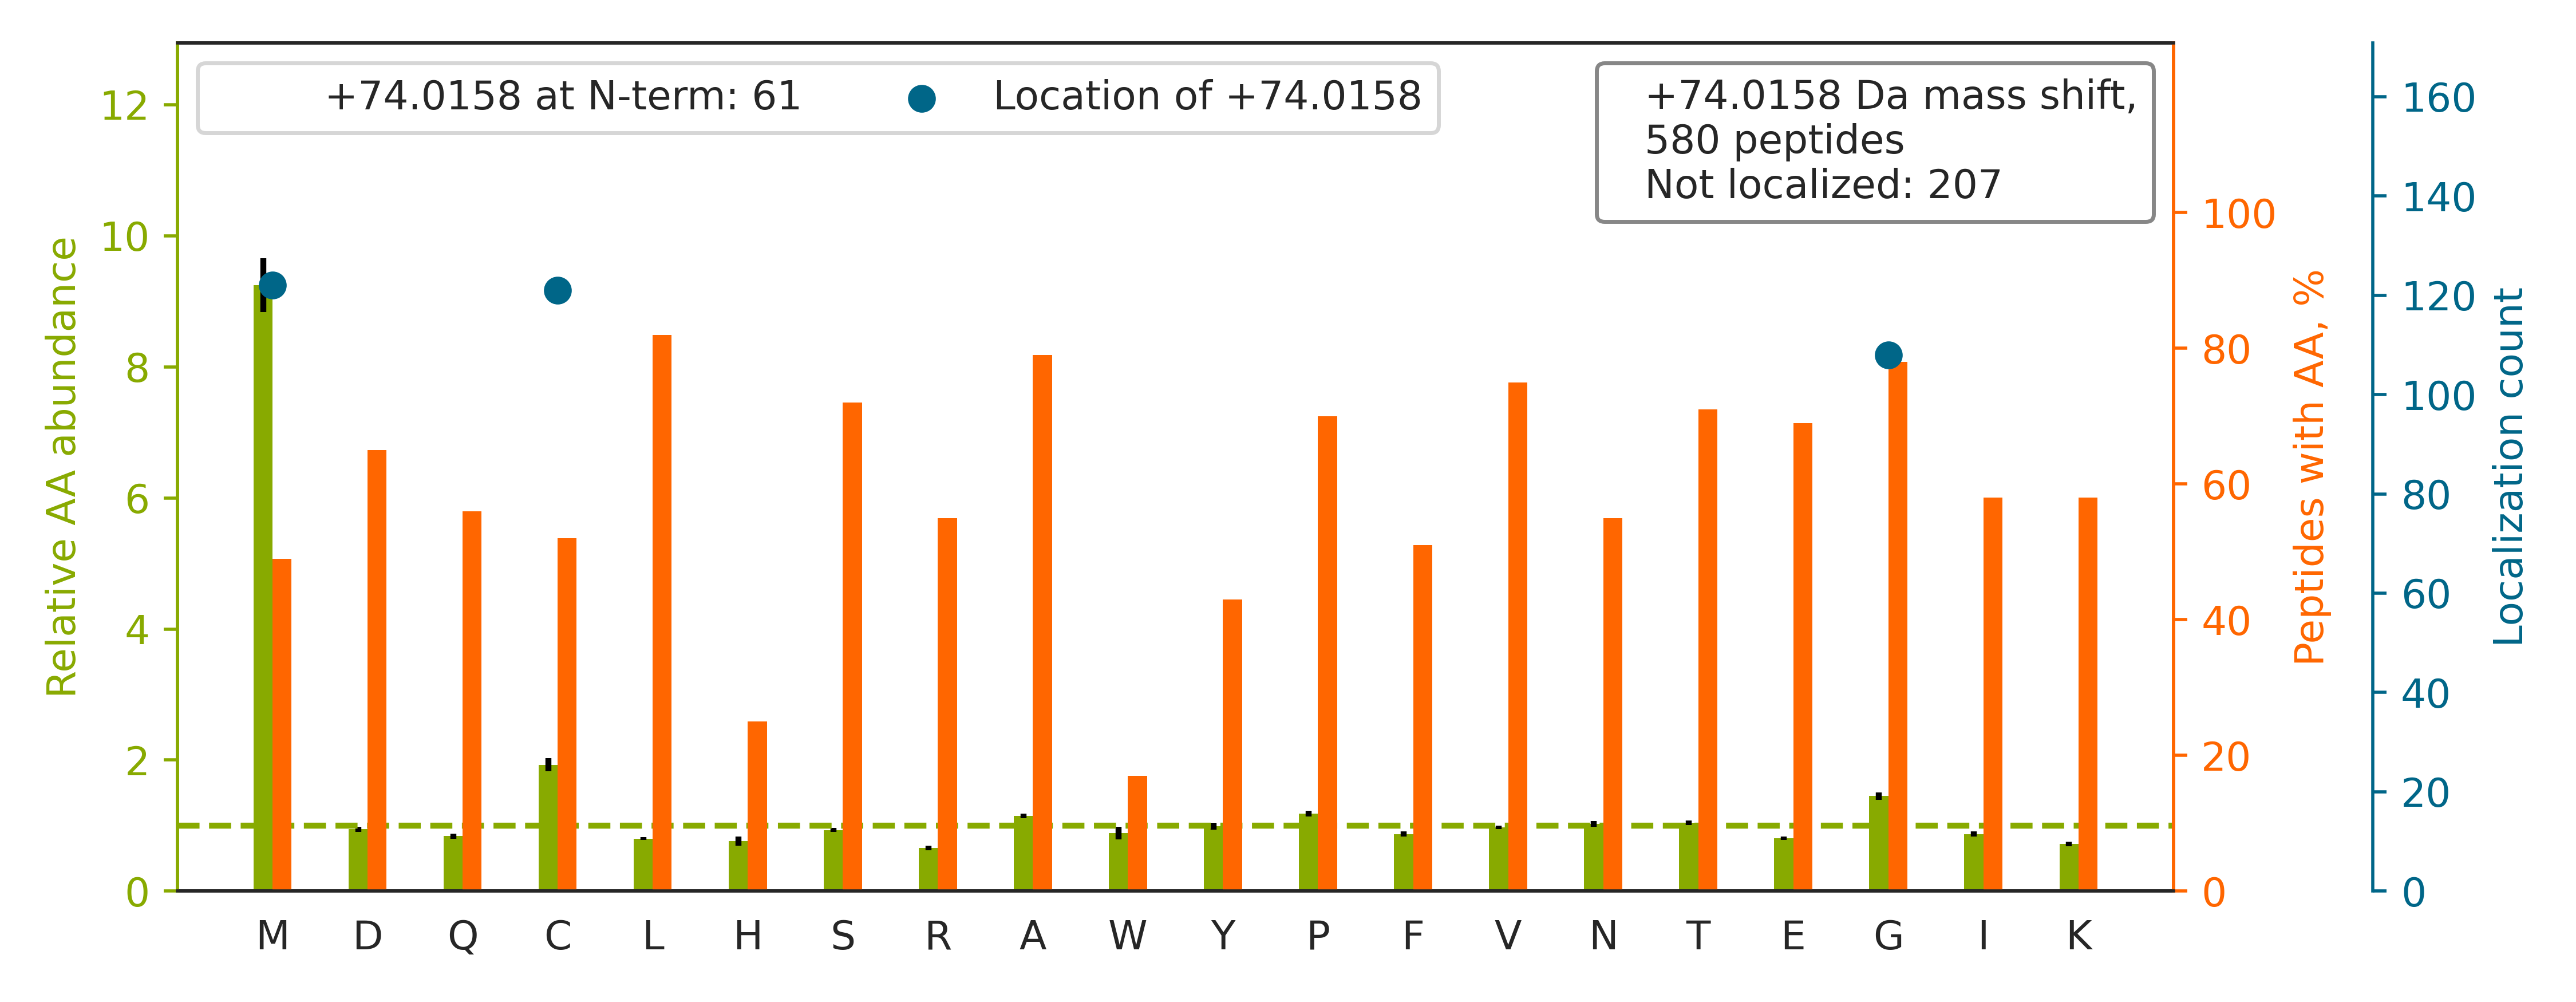 +74.0158 at N-term: 61
Location of +74.0158
+74.0158 Da mass shift,
580 peptides
Not localized: 207
Relative AA abundance
12
10
8
6
4
2
0
M D Q C L H S R A W Y P F V N T E G I K
100
80
60
40
20
0
Peptides with AA, %
160
140
120
100
80
60
40
20
0
Localization count